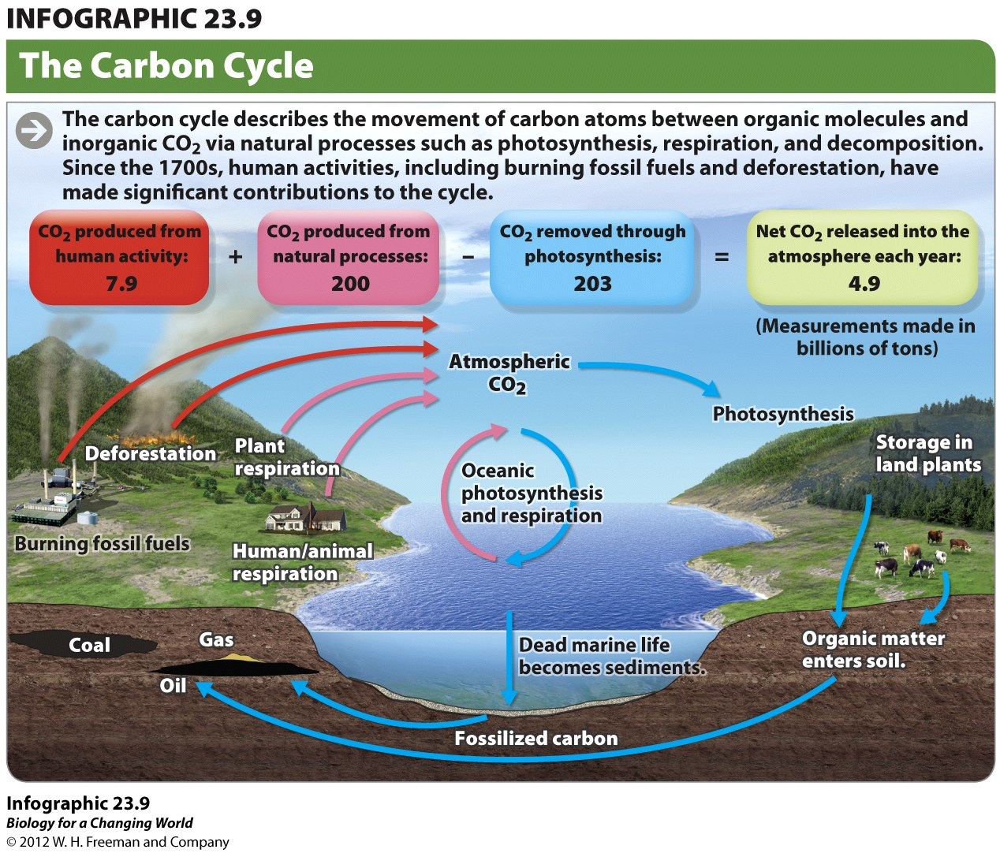 INFOGRAPHIC 23.9
The Carbon Cycle
The carbon cycle describes the movement of carbon atoms between organic molecules and
inorganic CO2 via natural processes such as photosynthesis, respiration, and decomposition.
Since the 1700s, human activities, including burning fossil fuels and deforestation, have
made significant contributions to the cycle.
CO2 produced from
human activity:
7.9
+
CO2 produced from
natural processes:
200
–
CO2 removed through
photosynthesis:
203
=
Net CO2 released into the
atmosphere each year:
4.9
(Measurements made in
billions of tons)
Atmospheric
CO2
Photosynthesis
Deforestation
Plant
respiration
Storage in
land plants
Oceanic
photosynthesis
and respiration
Burning fossil fuels
Human/animal
respiration
Coal
Gas
Oil
Dead marine life
becomes sediments.
Organic matter
enters soil.
Fossilized carbon
Infographic 23.9
Biology for a Changing World
© 2012 W. H. Freeman and Company